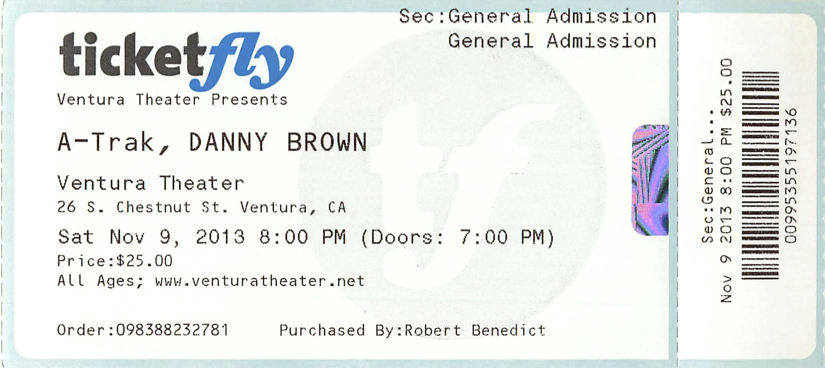 Sec:General Admission
General Admission
ticketfly
Ventura Theater Presents
A-Trak, DANNY BROWN
Ventura Theater
26 S. Chestnut St. Ventura, CA
Sat Nov 9, 2013 8:00 PM (Doors: 7:00 PM)
Price:$25.00
All Ages; www.venturatheater.net
Order:098388232781 Purchased By:Robert Benedict
tf
Sec:General...
Nov 9 2013 8:00 PM $25.00
00995355197136